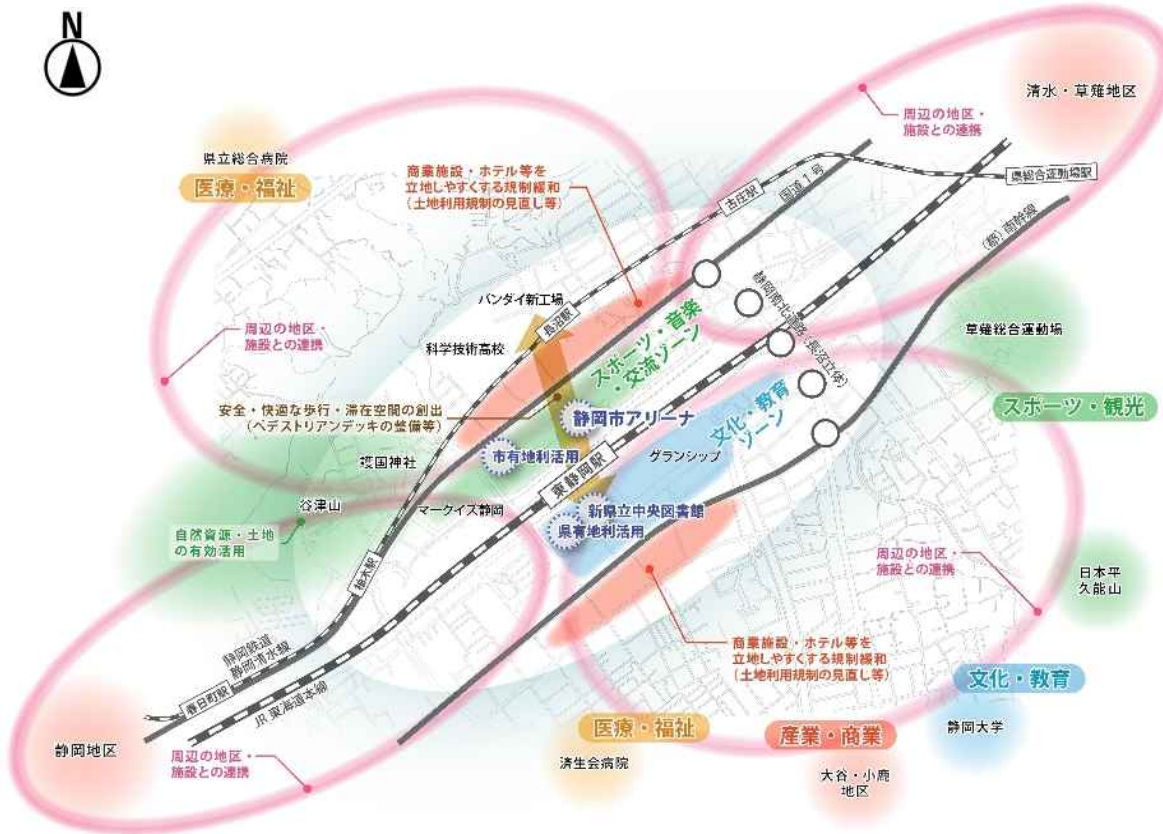 N
清水・草薙地区
周辺の地区・
施設との連携
県立総合病院
医療・福祉
商業施設・ホテル等を
立地しやすくする規制緩和
(土地利用規制の見直し等)
古庄駅
国道1号
県総合運動場駅
(都)南幹線
バンダイ新工場
長沼駅
静岡南北道路(長沼立体)
周辺の地区・
施設との連携
科学技術高校
スポーツ・音楽
・交流ゾーン
草薙総合運動場
安全・快適な歩行・滞在空間の創出
(ペデストリアンデッキの整備等)
静岡市アリーナ
文化・教育
ゾーン
スポーツ・観光
護国神社
市有地利活用
東静岡駅
グランシップ
谷津山
マークイズ静岡
新県立中央図書館
県有地利活用
自然資源・土地
の有効活用
柚木駅
周辺の地区・
施設との連携
日本平
久能山
静岡鉄道
静岡清水線
商業施設・ホテル等を
立地しやすくする規制緩和
(土地利用規制の見直し等)
春日町駅
JR東海道本線
文化・教育
静岡大学
静岡地区
周辺の地区・
施設との連携
医療・福祉
済生会病院
産業・商業
大谷・小鹿
地区